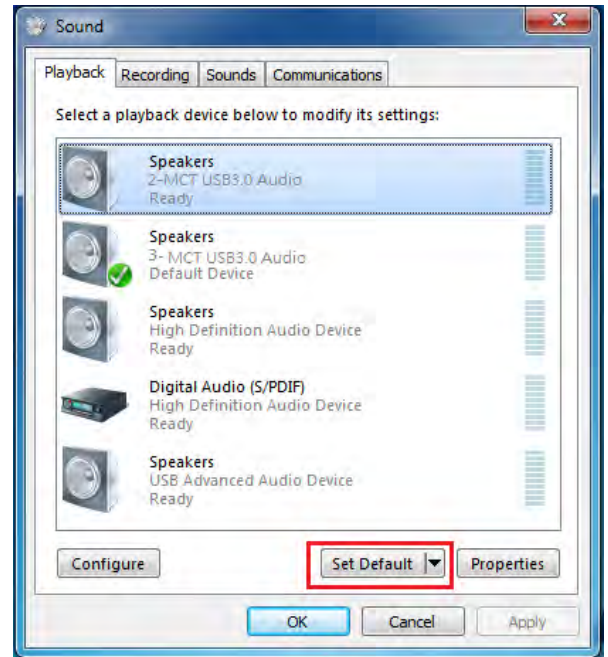 Sound
Playback Recording Sounds Communications
Select a playback device below to modify its settings:
Speakers
2-MCT USB3.0 Audio
Ready
Speakers
3- MCT USB3.0 Audio
Default Device
Speakers
High Definition Audio Device
Ready
Digital Audio (S/PDIF)
High Definition Audio Device
Ready
Speakers
USB Advanced Audio Device
Ready
Configure Set Default Properties
OK Cancel Apply